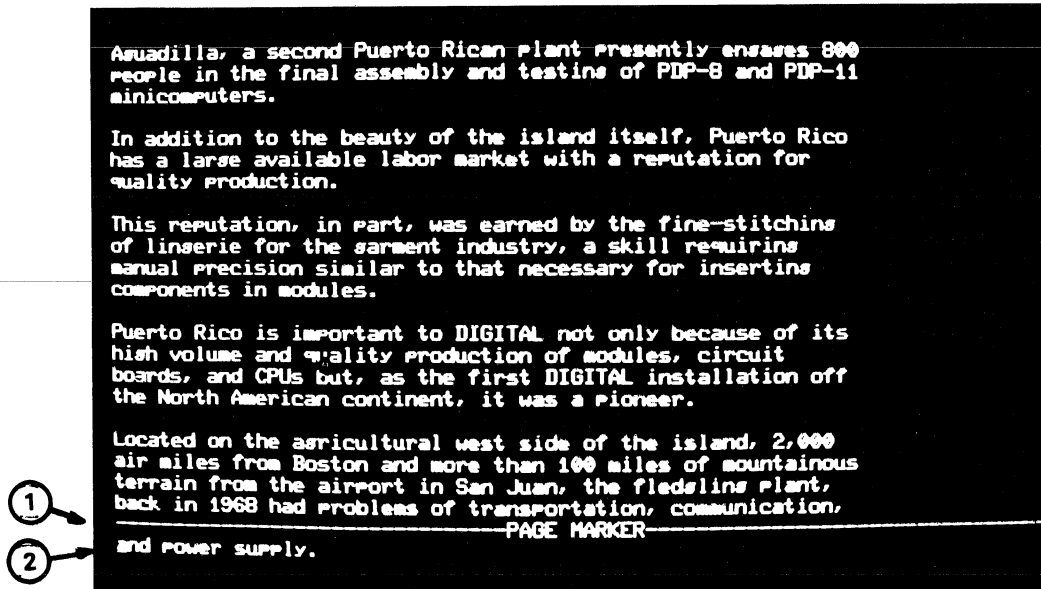 Aguadilla, a second Puerto Rican plant presently engages 800
people in the final assembly and testing of PDP-8 and PDP-11
minicomputers.
In addition to the beauty of the island itself, Puerto Rico
has a large available labor market with a reputation for
quality production.
This reputation, in part, was earned by the fine-stitching
of lingerie for the garment industry, a skill requiring
manual precision similar to that necessary for inserting
components in modules.
Puerto Rico is important to DIGITAL not only because of its
high volume and quality production of modules, circuit
boards, and CPUs but, as the first DIGITAL installation off
the North American continent, it was a pioneer.
Located on the agricultural west side of the island, 2,000
air miles from Boston and more than 100 miles of mountainous
terrain from the airport in San Juan, the fledgling plant,
back in 1968 had problems of transportation, communication,
1
PAGE MARKER
2
and power supply.